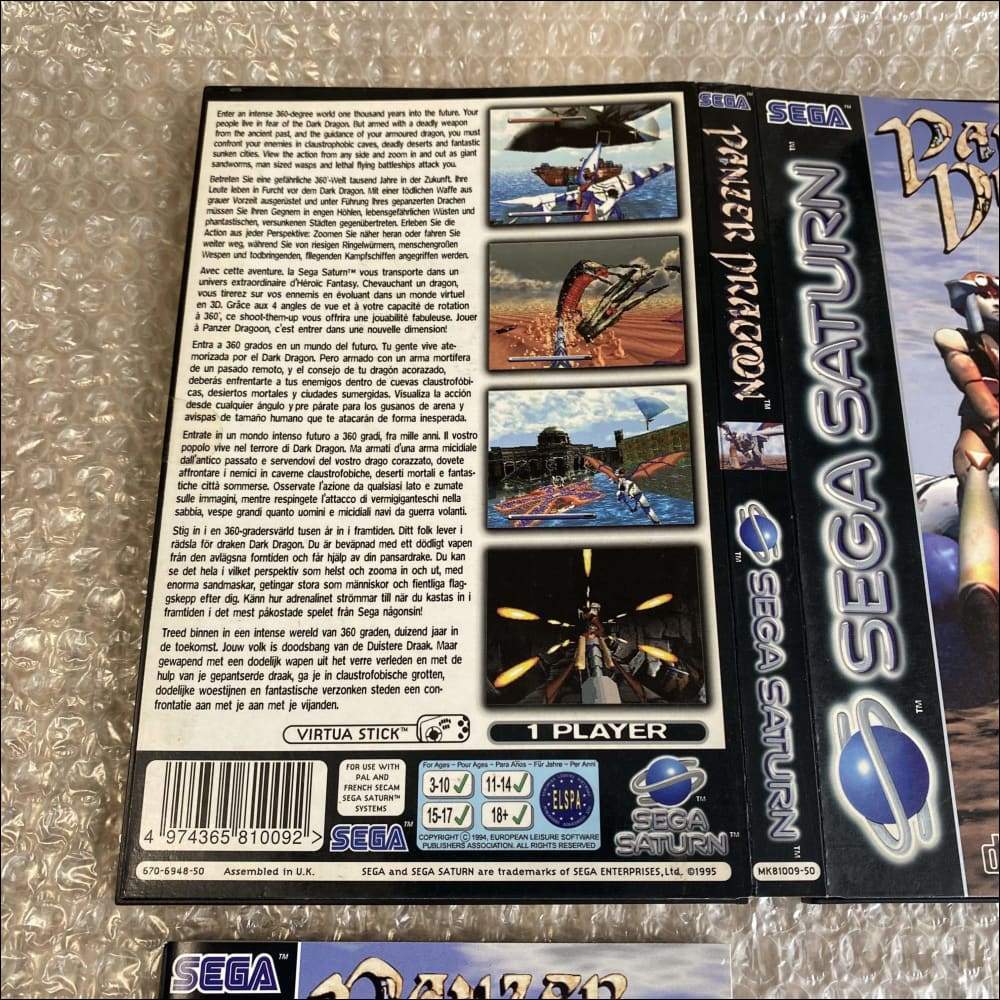 Enter an intense 360-degree world one thousand years into the future. Your
people live in fear of the Dark Dragon. But armed with a deadly weapon
from the ancient past, and the guidance of your armoured dragon, you must
confront your enemies in claustrophobic caves, deadly deserts and fantastic
sunken cities. View the action from any side and zoom in and out as giant
sandworms, man sized wasps and lethal flying battleships attack you.
Betreten Sie eine gefährliche 360°-Welt tausend Jahre in der Zukunft. Ihre
Leute leben in Furcht vor dem Dark Dragon. Mit einer tödlichen Waffe aus
grauer Vorzeit ausgerüstet und unter Führung Ihres gepanzerten Drachen
müssen Sie Ihren Gegnern in engen Höhlen, lebensgefährlichen Wüsten und
phantastischen, versunkenen Städten gegenübertreten. Erleben Sie die
Action aus jeder Perspektive: Zoomen Sie näher heran oder fahren Sie
weiter weg, während Sie von riesigen Ringelwürmern, menschengroßen
Wespen und todbringenden, fliegenden Kampfschiffen angegriffen werden.
Avec cette aventure, la Sega Saturn™ vous transporte dans un
univers extraordinaire d'Héroïc Fantasy. Chevauchant un dragon,
vous tirerez sur vos ennemis en évoluant dans un monde virtuel
en 3D. Grâce aux 4 angles de vue et à votre capacité de rotation
à 360°, ce shoot-them-up vous offrira une jouabilité fabuleuse. Jouer
à Panzer Dragoon, c'est entrer dans une nouvelle dimension!
Entra a 360 grados en un mundo del futuro. Tu gente vive ate-
morizada por el Dark Dragon. Pero armado con un arma mortífera
de un pasado remoto, y el consejo de tu dragón acorazado,
deberás enfrentarte a tus enemigos dentro de cuevas claustrofóbi-
cas, desiertos mortales y ciudades sumergidas. Visualiza la acción
desde cualquier ángulo y pre párate para los gusanos de arena y
avispas de tamaño humano que te atacarán de forma inesperada.
Entrate in un mondo intenso futuro a 360 gradi, fra mille anni. Il vostro
popolo vive nel terrore di Dark Dragon. Ma armati d'una arma micidiale
dall'antico passato e servendovi del vostro drago corazzato, dovete
affrontare i nemici in caverne claustrofobiche, deserti mortali e fantas-
tiche città sommerse. Osservate l'azione da qualsiasi lato e zumate
sulle immagini, mentre respingete l'attacco di vermigiganteschi nella
sabbia, vespe grandi quanto uomini e micidiali navi da guerra volanti.
Stig in i en 360-gradersvärld tusen år in i framtiden. Ditt folk lever i
rädsla för draken Dark Dragon. Du är beväpnad med ett dödligt vapen
från den avlägsna forntiden och får hjälp av din pansardrake. Du kan
se det hela i vilket perspektiv som helst och zooma in och ut, med
enorma sandmaskar, getingar stora som människor och fientliga flag-
gskepp efter dig. Känn hur adrenalinet strömmar till när du kastas in i
framtiden i det mest påkostade spelet från Sega någonsin!
Treed binnen in een intense wereld van 360 graden, duizend jaar in
de toekomst. Jouw volk is doodsbang van de Duistere Draak. Maar
gewapend met een dodelijk wapen uit het verre verleden en met de
hulp van je gepantserde draak, ga je in claustrofobische grotten,
dodelijke woestijnen en fantastische verzonken steden een con-
frontatie aan met je aan met je vijanden.
VIRTUA STICK™
1 PLAYER
4 974365 810092 >
FOR USE WITH
PAL AND
FRENCH SECAM
SEGA SATURN™
SYSTEMS
SEGA™
For Ages - Pour Ages - Para Años - Für Jahre - Per Anni
3-10
11-14
15-17
18+
ELSPA
COPYRIGHT © 1994, EUROPEAN LEISURE SOFTWARE
PUBLISHERS ASSOCIATION. ALL RIGHTS RESERVED
SEGA
SATURN™
670-6948-50
Assembled in U.K.
SEGA and SEGA SATURN are trademarks of SEGA ENTERPRISES, Ltd. ©1995
SEGA™
PANZER DRAGOON™
SEGA SATURN™
MK81009-50
SEGA™
SEGA SATURN™
SEGA™
PANZER